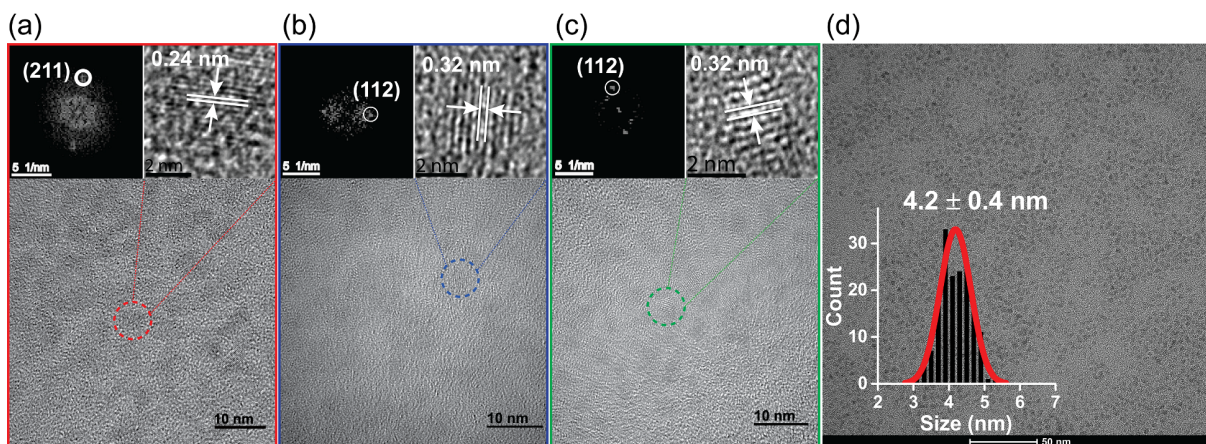 (a)
(211)
0.24 nm
5 1/nm
2 nm
10 nm
(b)
(112)
0.32 nm
5 1/nm
2 nm
10 nm
(c)
(112)
0.32 nm
5 1/nm
2 nm
10 nm
(d)
4.2 ± 0.4 nm
Count
30
20
10
0
2 3 4 5 6 7
Size (nm)
50 nm